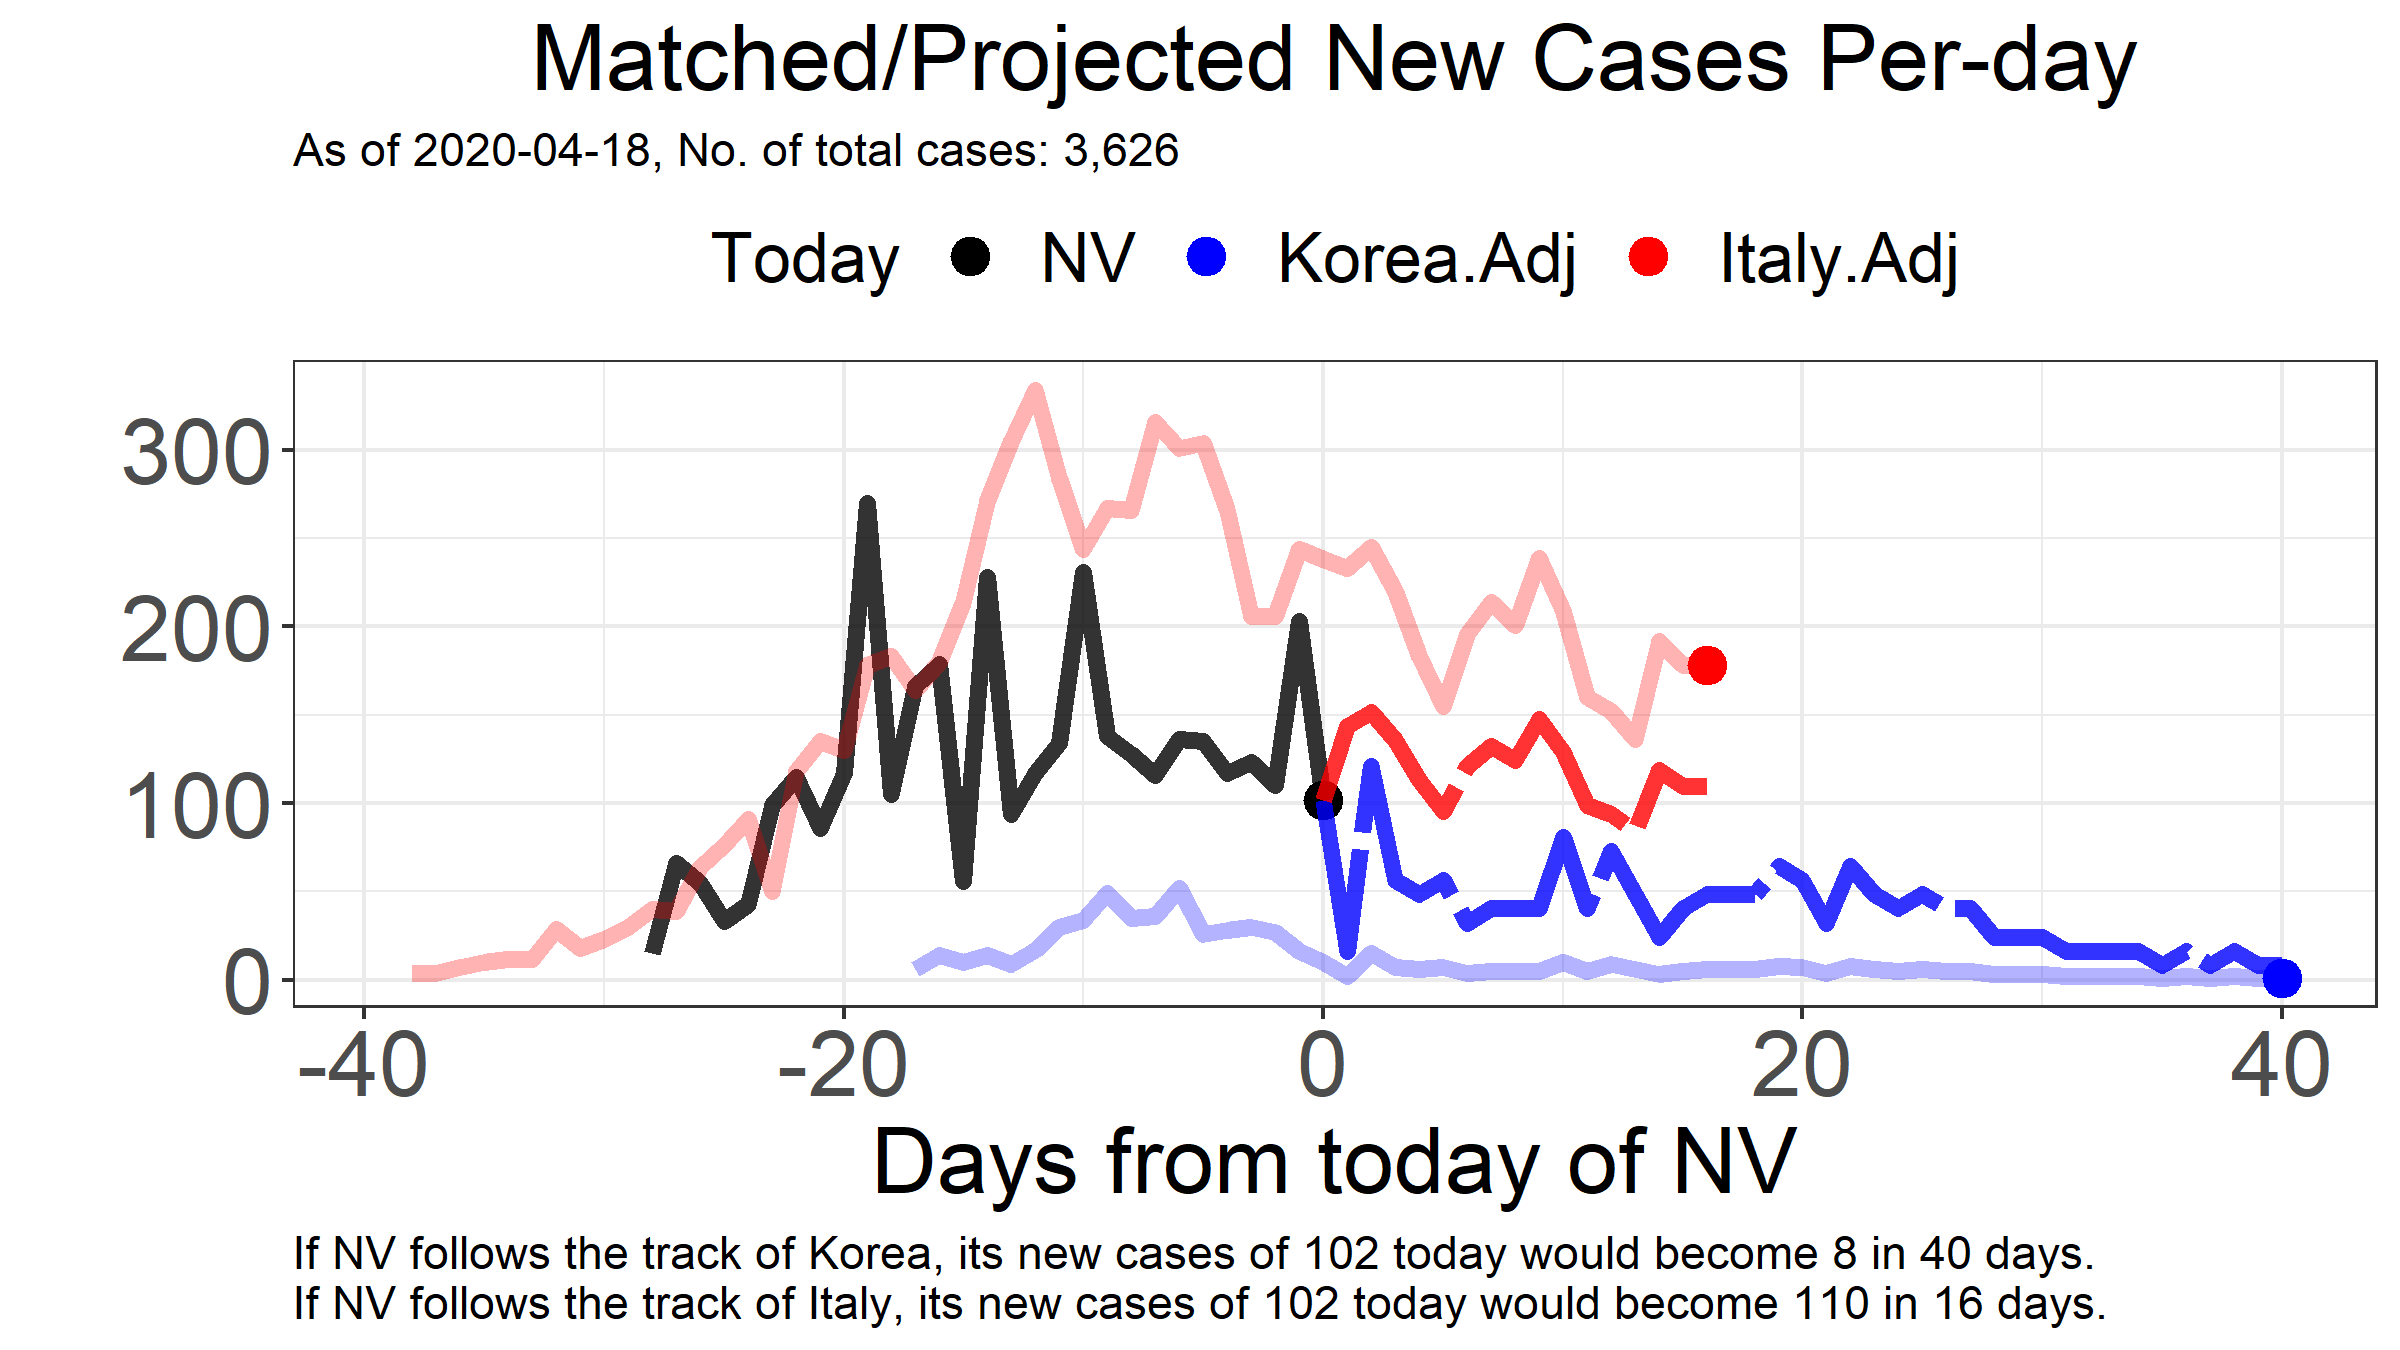 Matched/Projected New Cases Per-day
As of 2020-04-18, No. of total cases: 3,626
Today NV Korea.Adj Italy.Adj
300
200
100
0
-40 -20 0 20 40
Days from today of NV
If NV follows the track of Korea, its new cases of 102 today would become 8 in 40 days.
If NV follows the track of Italy, its new cases of 102 today would become 110 in 16 days.